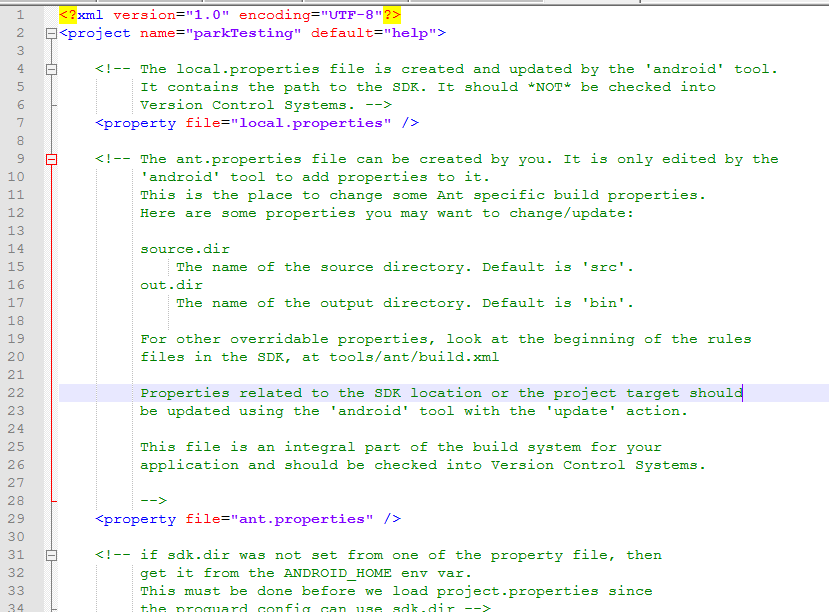 1 <?xml version="1.0" encoding="UTF-8"?>
2 <project name="parkTesting" default="help">
3
4 <!-- The local.properties file is created and updated by the 'android' tool.
5 It contains the path to the SDK. It should *NOT* be checked into
6 Version Control Systems. -->
7 <property file="local.properties" />
8
9 <!-- The ant.properties file can be created by you. It is only edited by the
10 'android' tool to add properties to it.
11 This is the place to change some Ant specific build properties.
12 Here are some properties you may want to change/update:
13
14 source.dir
15 The name of the source directory. Default is 'src'.
16 out.dir
17 The name of the output directory. Default is 'bin'.
18
19 For other overridable properties, look at the beginning of the rules
20 files in the SDK, at tools/ant/build.xml
21
22 Properties related to the SDK location or the project target should
23 be updated using the 'android' tool with the 'update' action.
24
25 This file is an integral part of the build system for your
26 application and should be checked into Version Control Systems.
27
28 -->
29 <property file="ant.properties" />
30
31 <!-- if sdk.dir was not set from one of the property file, then
32 get it from the ANDROID_HOME env var.
33 This must be done before we load project.properties since
34 the proguard config can use sdk.dir -->